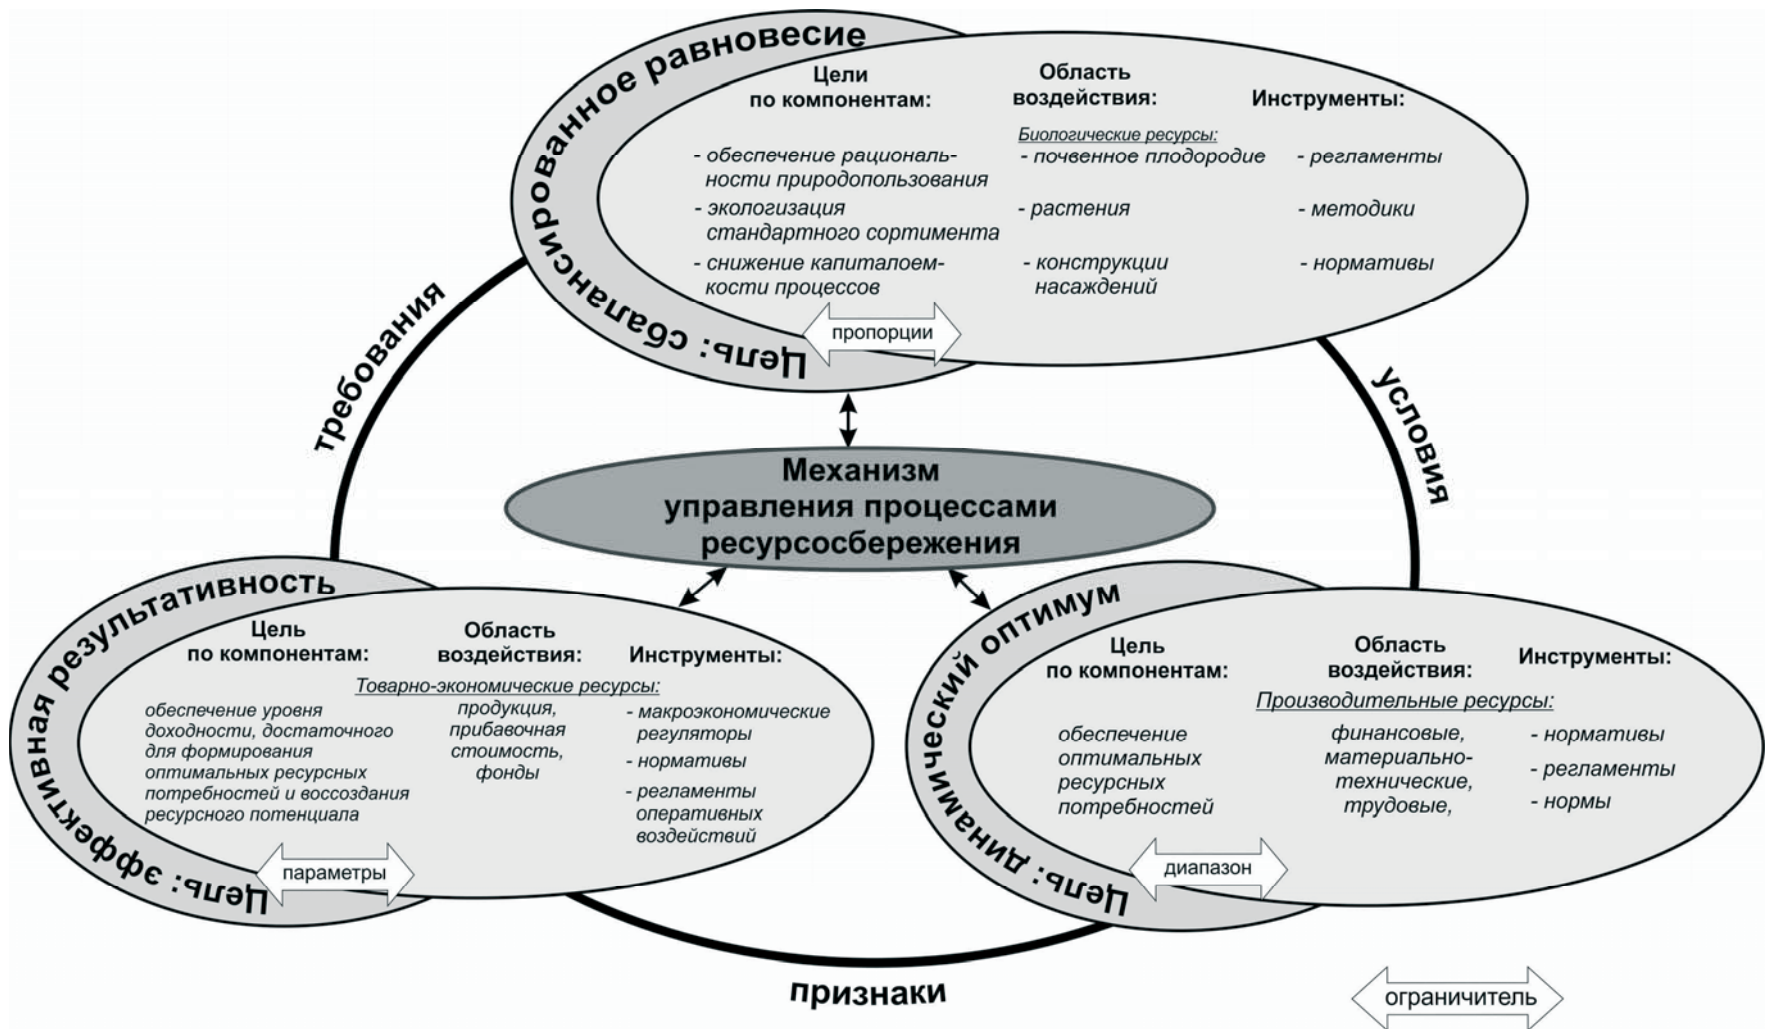 Цель: сбалансированное равновесие
Цели
по компонентам:
- обеспечение рациональ-
ности природопользования
- экологизация
стандартного сортимента
- снижение капиталоем-
кости процессов
Область
воздействия:
Биологические ресурсы:
- почвенное плодородие
- растения
- конструкции
насаждений
Инструменты:
- регламенты
- методики
- нормативы
пропорции
требования
условия
Механизм
управления процессами
ресурсосбережения
Цель: эффективная результативность
Цель
по компонентам:
Область
воздействия:
Инструменты:
Товарно-экономические ресурсы:
обеспечение уровня
доходности, достаточного
для формирования
оптимальных ресурсных
потребностей и воссоздания
ресурсного потенциала
продукция,
прибавочная
стоимость,
фонды
- макроэкономические
регуляторы
- нормативы
- регламенты
оперативных
воздействий
параметры
Цель: динамический оптимум
Цель
по компонентам:
Область
воздействия:
Инструменты:
Производительные ресурсы:
обеспечение
оптимальных
ресурсных
потребностей
финансовые,
материально-
технические,
трудовые,
- нормативы
- регламенты
- нормы
диапазон
признаки
ограничитель